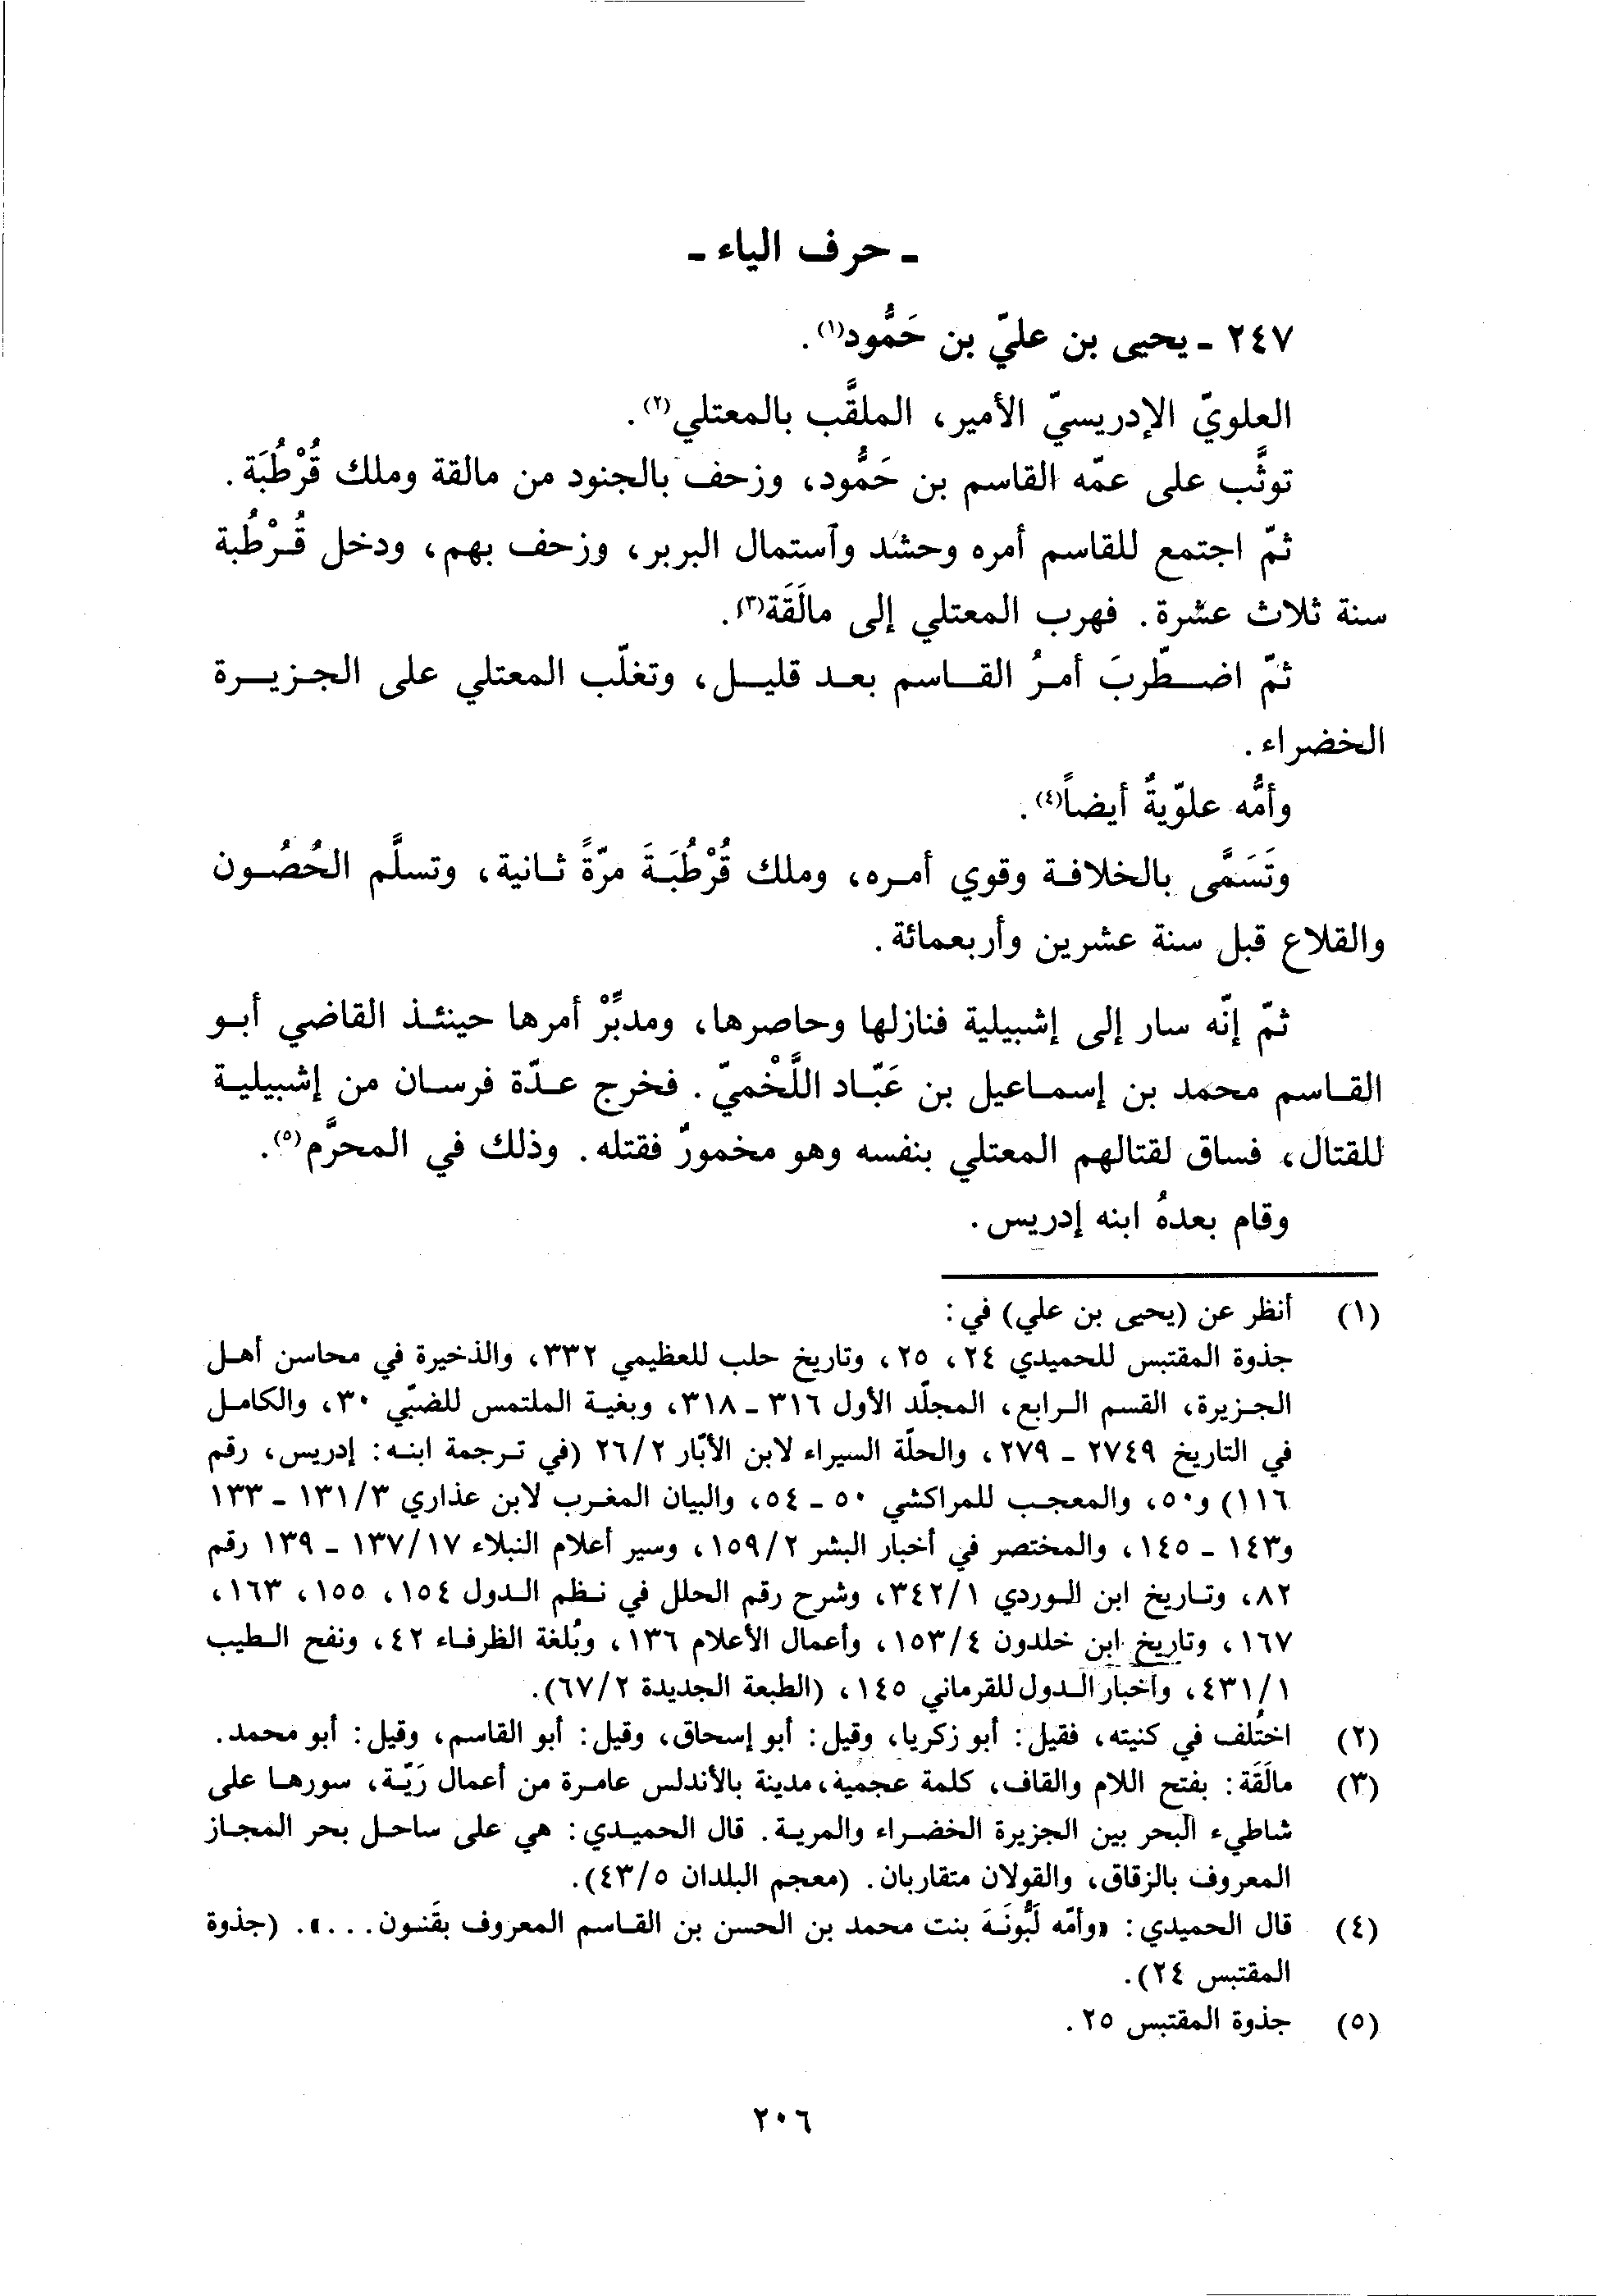 ـ حرف الياء ـ
٢٤٧ ـ يحيى بن عليّ بن حَمُّود(١).
العلويّ الإدريسيّ الأمير، الملقَّب بالمعتلي(٢).
توثَّب على عمّه القاسم بن حَمُّود، وزحف بالجنود من مالقة وملك قُرْطُبَة.
ثمّ اجتمع للقاسم أمره وحشد وآستمال البربر، وزحف بهم، ودخل قُرْطُبة
سنة ثلاث عشرة. فهرب المعتلي إلى مالَقَة(٣).
ثمّ اضطّربَ أمرُ القاسم بعد قليل، وتغلّب المعتلي على الجزيرة
الخضراء.
وأمُّه علوّيةٌ أيضاً(٤).
وتَسَمَّى بالخلافة وقوي أمره، وملك قُرْطُبَةَ مرّةً ثانية، وتسلَّم الحُصُون
والقلاع قبل سنة عشرين وأربعمائة.
ثمّ إنّه سار إلى إشبيلية فنازلها وحاصرها، ومدبِّرْ أمرها حينئذ القاضي أبو
القاسم محمد بن إسماعيل بن عَبّاد اللَّخْميّ. فخرج عدّة فرسان من إشبيلية
للقتال، فساق لقتالهم المعتلي بنفسه وهو مخمورٌ فقتله. وذلك في المحرَّم(٥).
وقام بعدهُ ابنه إدريس.
(١) أنظر عن (يحيى بن علي) في:
جذوة المقتبس للحميدي ٢٤، ٢٥، وتاريخ حلب للعظيمي ٣٣٢، والذخيرة في محاسن أهل
الجزيرة، القسم الرابع، المجلّد الأول ٣١٦ ـ ٣١٨، وبغية الملتمس للضبّي ٣٠، والكامل
في التاريخ ٢٧٤٩ ـ ٢٧٩، والحلّة السيراء لابن الأبّار ٢٦/٢ (في ترجمة ابنه: إدريس، رقم
١١٦) و٥٠، والمعجب للمراكشي ٥٠ ـ ٥٤، والبيان المغرب لابن عذاري ١٣١/٣ ـ ١٣٣
و١٤٣ ـ ١٤٥، والمختصر في أخبار البشر ١٥٩/٢، وسير أعلام النبلاء ١٣٧/١٧ ـ ١٣٩ رقم
٨٢، وتاريخ ابن الوردي ٣٤٢/١، وشرح رقم الحلل في نظم الدول ١٥٤، ١٥٥، ١٦٣،
١٦٧، وتاريخ ابن خلدون ١٥٣/٤، وأعمال الأعلام ١٣٦، وبُلغة الظرفاء ٤٢، ونفح الطيب
٤٣١/١، وأخبار الدول للقرماني ١٤٥، (الطبعة الجديدة ٦٧/٢).
(٢) اختُلف في كنيته، فقيل: أبو زكريا، وقيل: أبو إسحاق، وقيل: أبو القاسم، وقيل: أبو محمد.
(٣) مالَقَة: بفتح اللام والقاف، كلمة عجمية، مدينة بالأندلس عامرة من أعمال رَيّة، سورها على
شاطيء البحر بين الجزيرة الخضراء والمرية. قال الحميدي: هي على ساحل بحر المجاز
المعروف بالزقاق، والقولان متقاربان. (معجم البلدان ٤٣/٥).
(٤) قال الحميدي: «وأمّه لَبُّونَة بنت محمد بن الحسن بن القاسم المعروف بقَنون...». (جذوة
المقتبس ٢٤).
(٥) جذوة المقتبس ٢٥.
٢٠٦